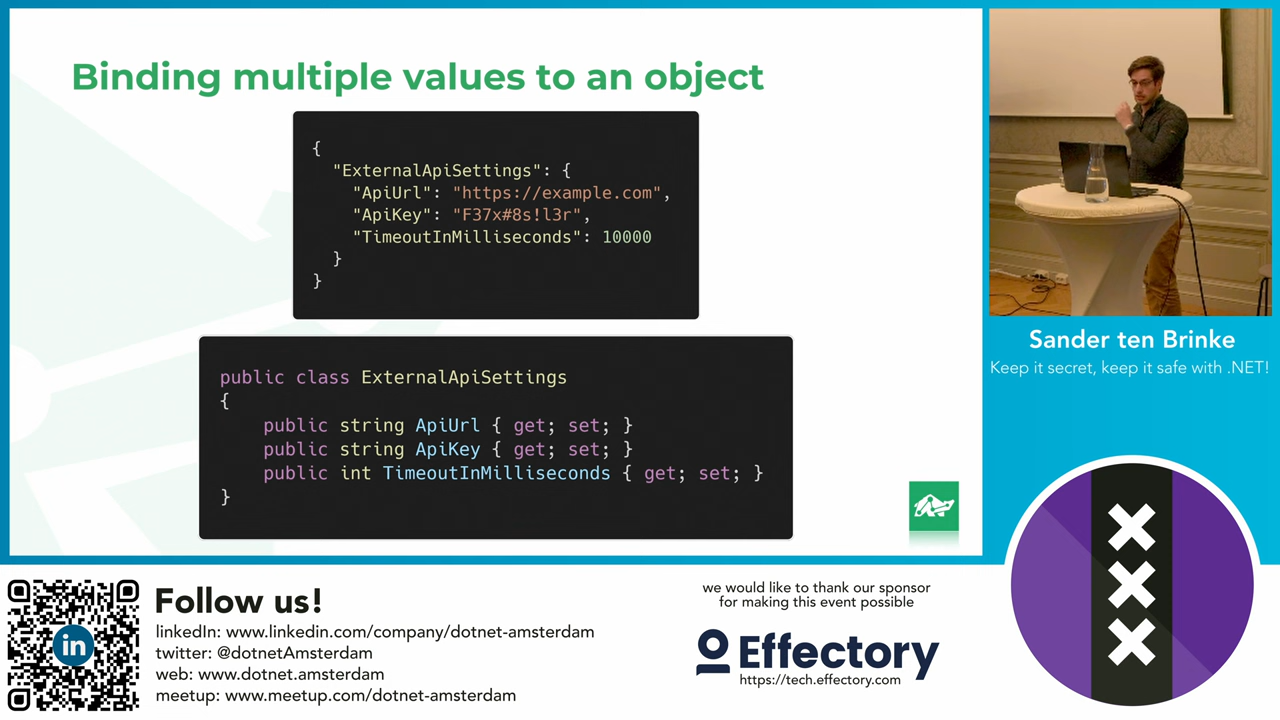 Binding multiple values to an object
{
"ExternalApiSettings": {
"ApiUrl": "https://example.com",
"ApiKey": "F37x#8s!l3r",
"TimeoutInMilliseconds": 10000
}
}
public class ExternalApiSettings
{
public string ApiUrl { get; set; }
public string ApiKey { get; set; }
public int TimeoutInMilliseconds { get; set; }
}
Sander ten Brinke
Keep it secret, keep it safe with .NET!
Follow us!
linkedIn: www.linkedin.com/company/dotnet-amsterdam
twitter: @dotnetAmsterdam
web: www.dotnet.amsterdam
meetup: www.meetup.com/dotnet-amsterdam
in
we would like to thank our sponsor
for making this event possible
Effectory
https://tech.effectory.com